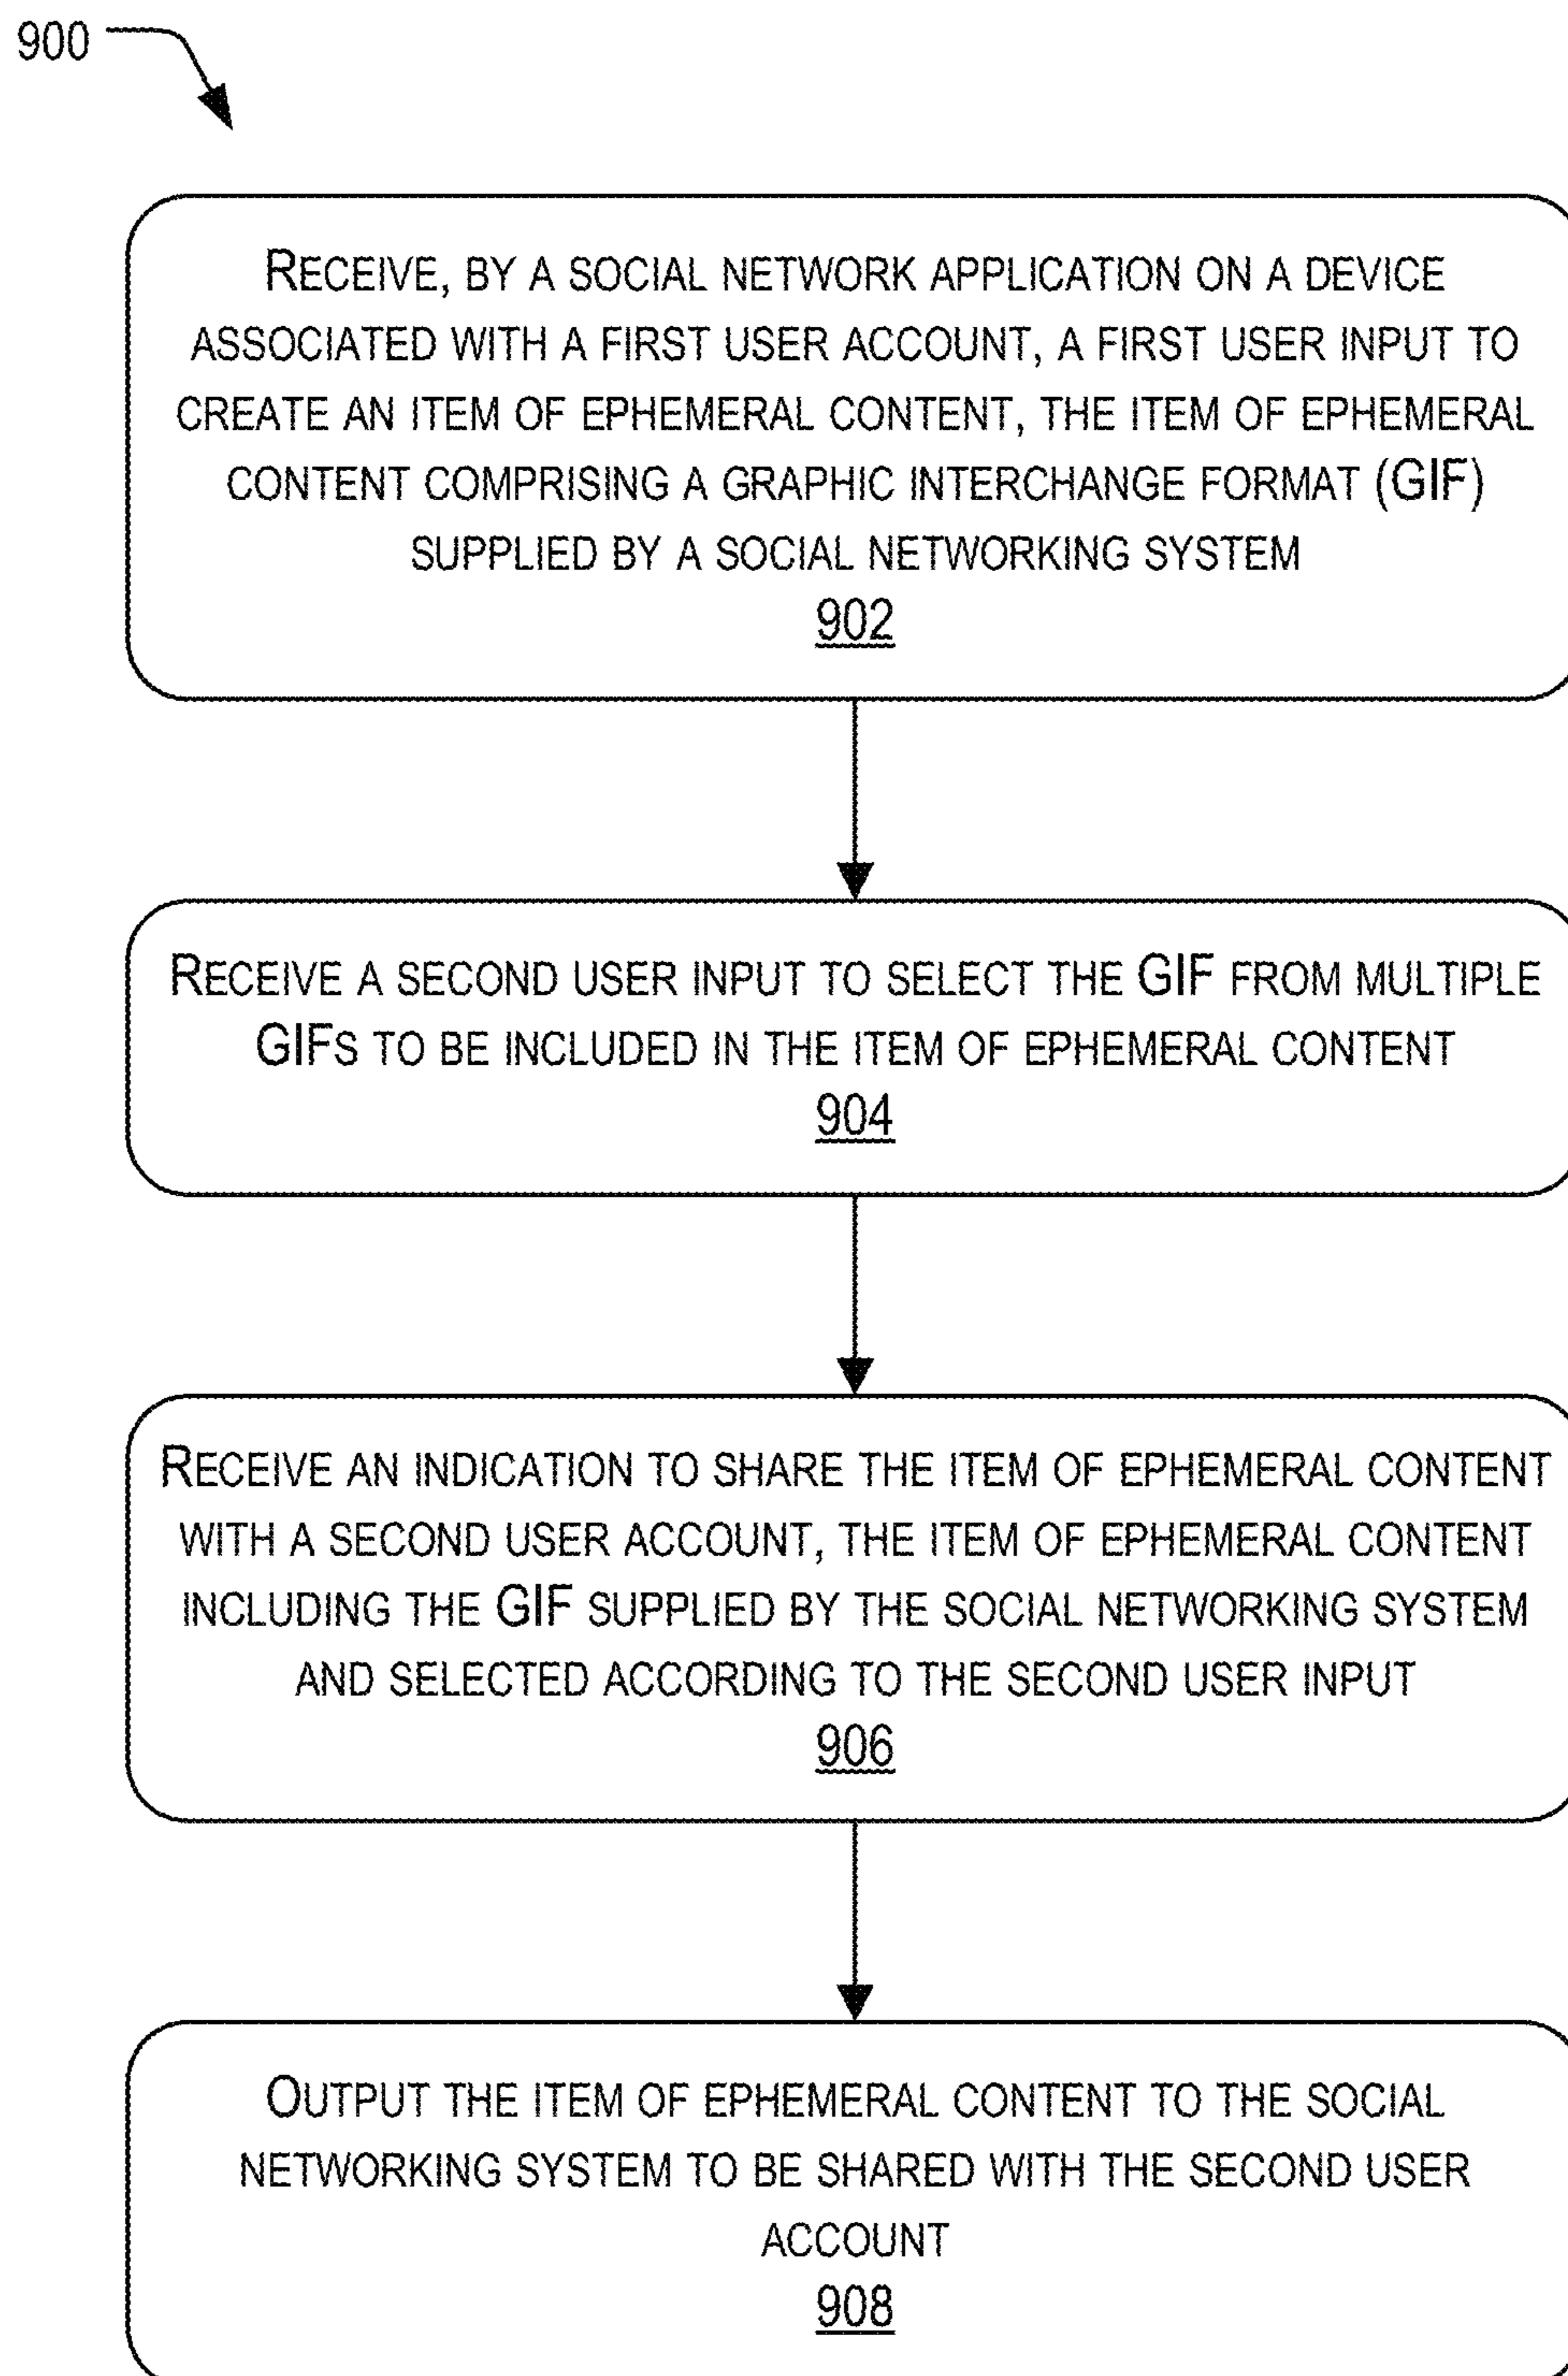 900
RECEIVE, BY A SOCIAL NETWORK APPLICATION ON A DEVICE
ASSOCIATED WITH A FIRST USER ACCOUNT, A FIRST USER INPUT TO
CREATE AN ITEM OF EPHEMERAL CONTENT, THE ITEM OF EPHEMERAL
CONTENT COMPRISING A GRAPHIC INTERCHANGE FORMAT (GIF)
SUPPLIED BY A SOCIAL NETWORKING SYSTEM
902
RECEIVE A SECOND USER INPUT TO SELECT THE GIF FROM MULTIPLE
GIFS TO BE INCLUDED IN THE ITEM OF EPHEMERAL CONTENT
904
RECEIVE AN INDICATION TO SHARE THE ITEM OF EPHEMERAL CONTENT
WITH A SECOND USER ACCOUNT, THE ITEM OF EPHEMERAL CONTENT
INCLUDING THE GIF SUPPLIED BY THE SOCIAL NETWORKING SYSTEM
AND SELECTED ACCORDING TO THE SECOND USER INPUT
906
OUTPUT THE ITEM OF EPHEMERAL CONTENT TO THE SOCIAL
NETWORKING SYSTEM TO BE SHARED WITH THE SECOND USER
ACCOUNT
908